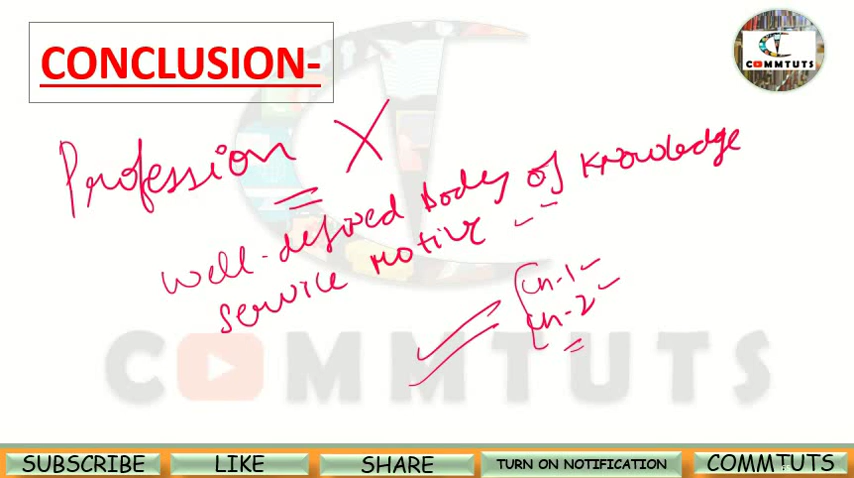 CONCLUSION-
COMMTUTS
Profession X
Well-defined Body of Knowledge
Service Motive
Ch-1
Ch-2
COMMTUTS
SUBSCRIBE
LIKE
SHARE
TURN ON NOTIFICATION
COMMTUTS